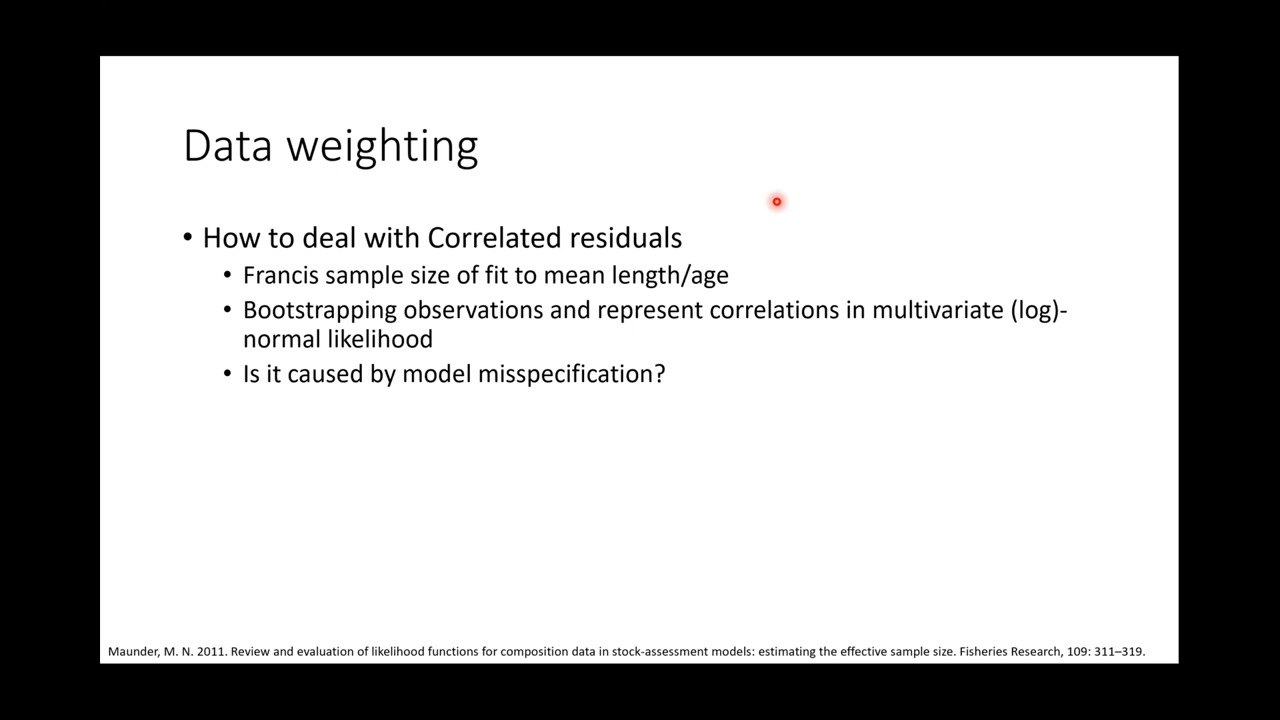 Data weighting
• How to deal with Correlated residuals
• Francis sample size of fit to mean length/age
• Bootstrapping observations and represent correlations in multivariate (log)-
normal likelihood
• Is it caused by model misspecification?
Maunder, M. N. 2011. Review and evaluation of likelihood functions for composition data in stock-assessment models: estimating the effective sample size. Fisheries Research, 109: 311–319.